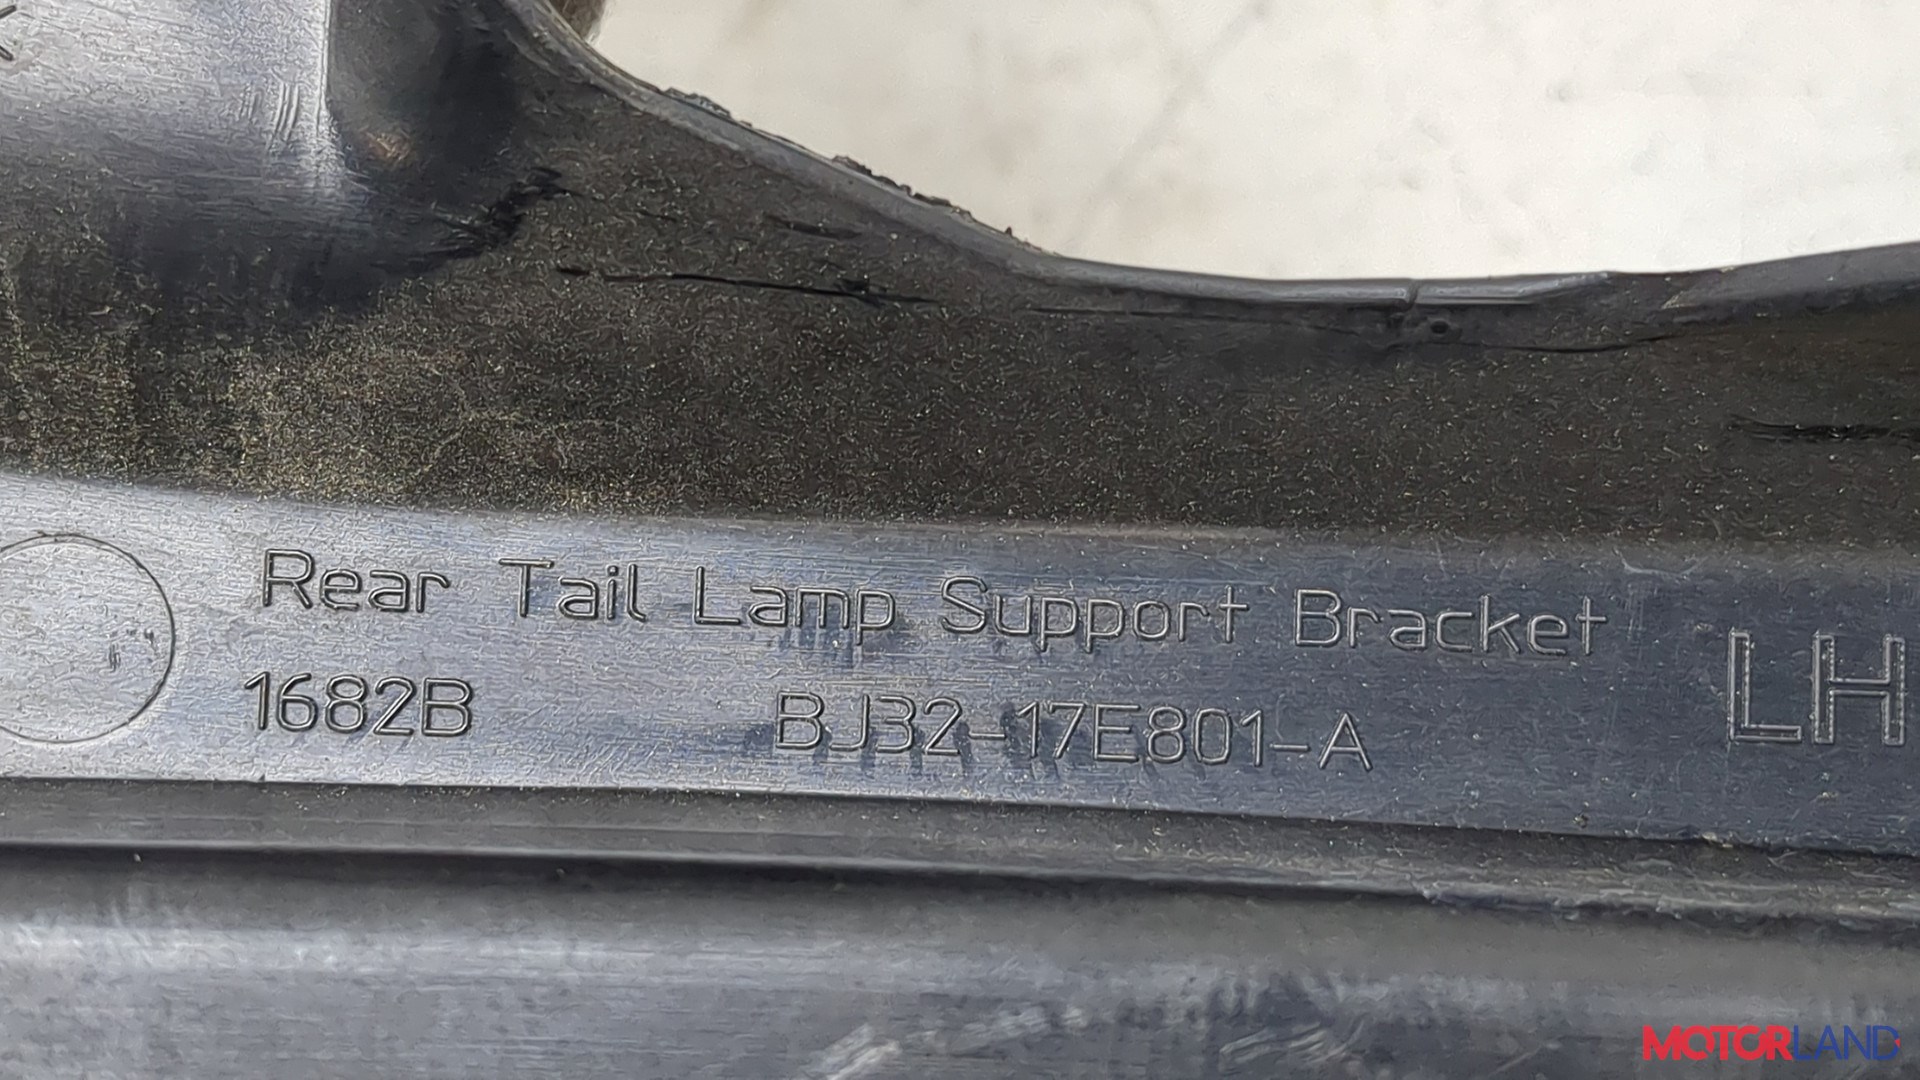 Rear Tail Lamp Support Bracket
LH
1682B BJ32-17E801-A
MOTORLAND